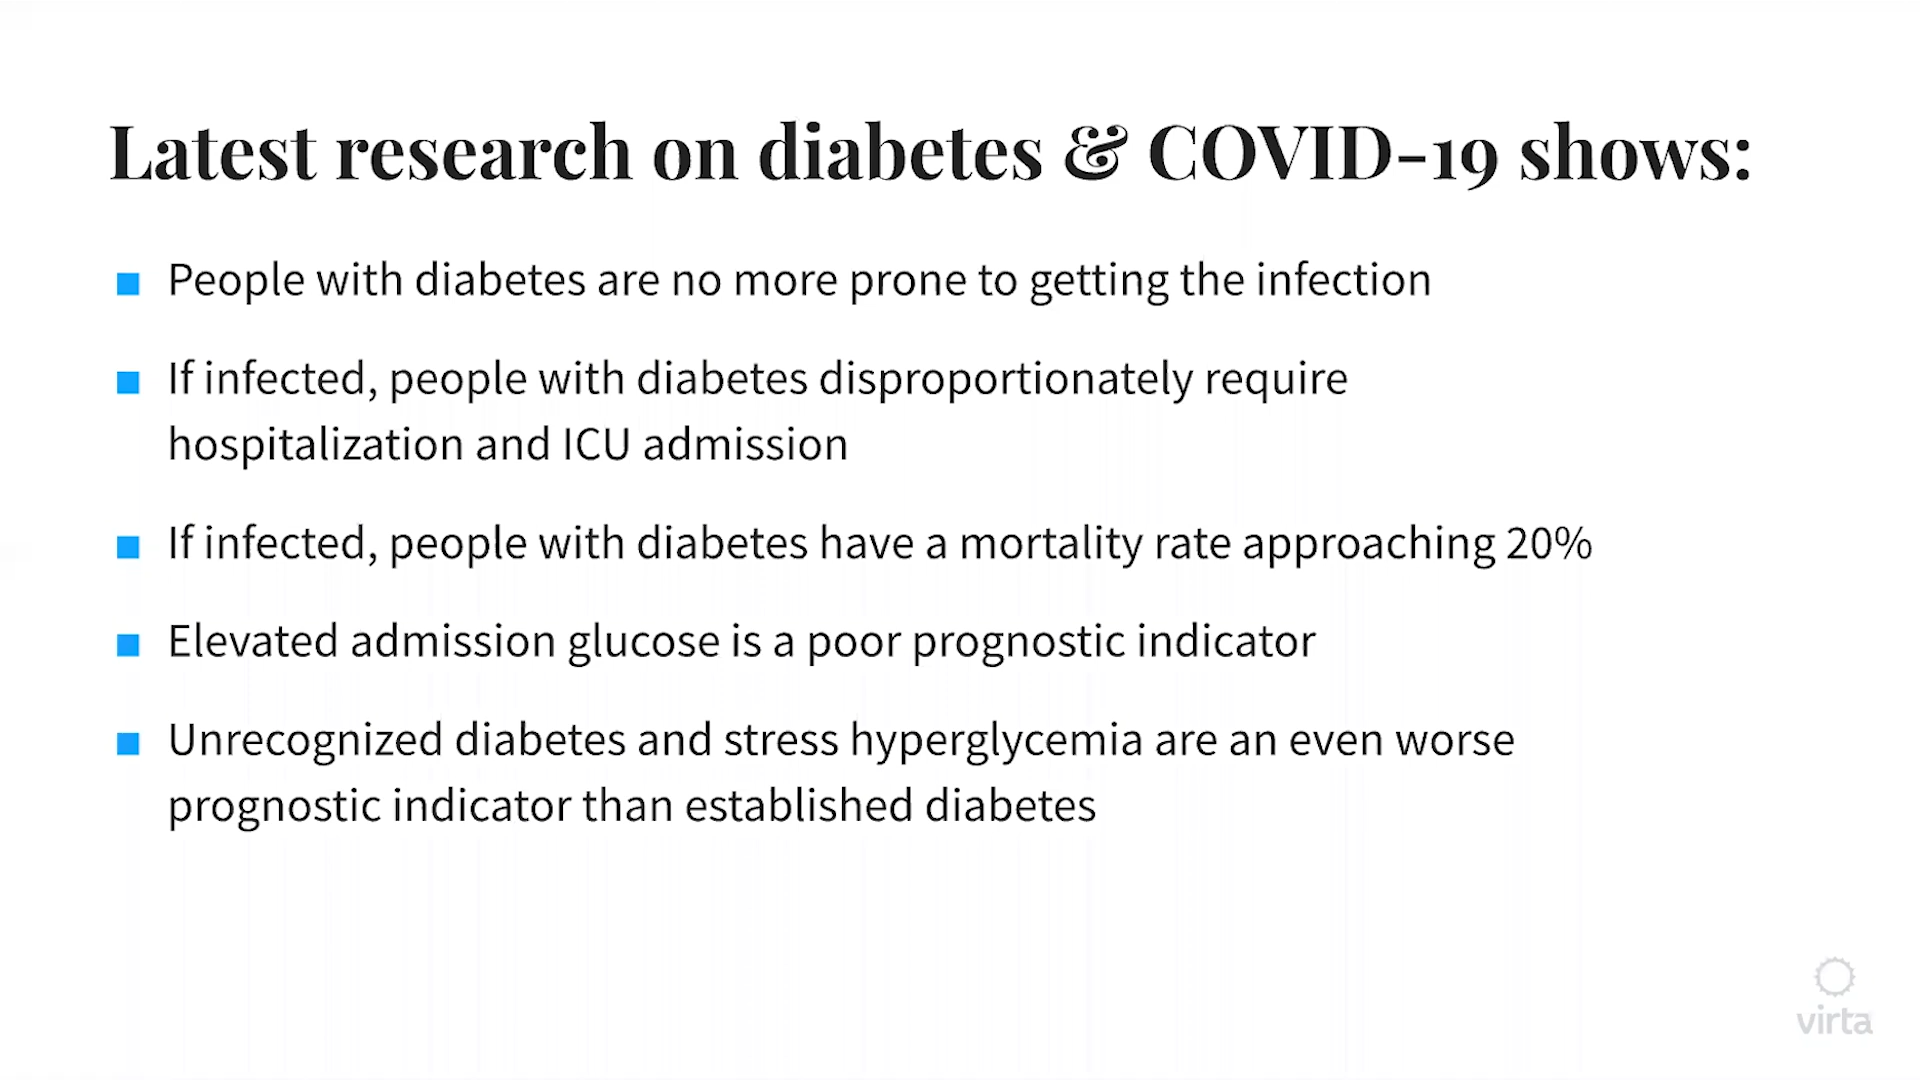 Latest research on diabetes & COVID-19 shows:
People with diabetes are no more prone to getting the infection
If infected, people with diabetes disproportionately require
hospitalization and ICU admission
If infected, people with diabetes have a mortality rate approaching 20%
Elevated admission glucose is a poor prognostic indicator
Unrecognized diabetes and stress hyperglycemia are an even worse
prognostic indicator than established diabetes
virta